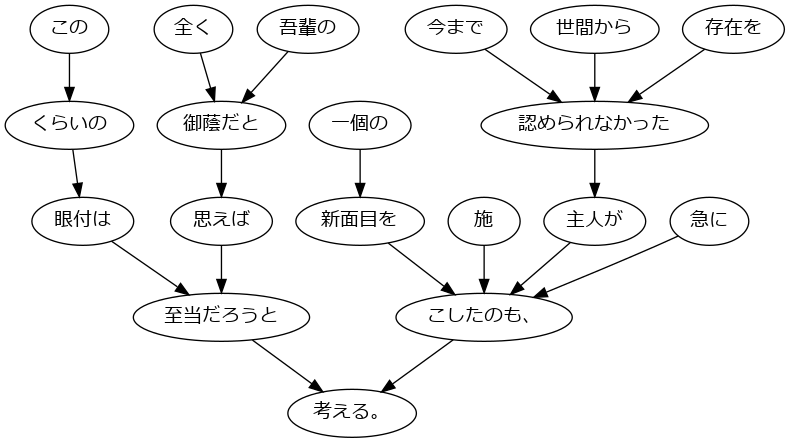 この
全く
吾輩の
今まで
世間から
存在を
くらいの
御蔭だと
一個の
認められなかった
眼付は
思えば
新面目を
施
主人が
急に
至当だろうと
こしたのも、
考える。